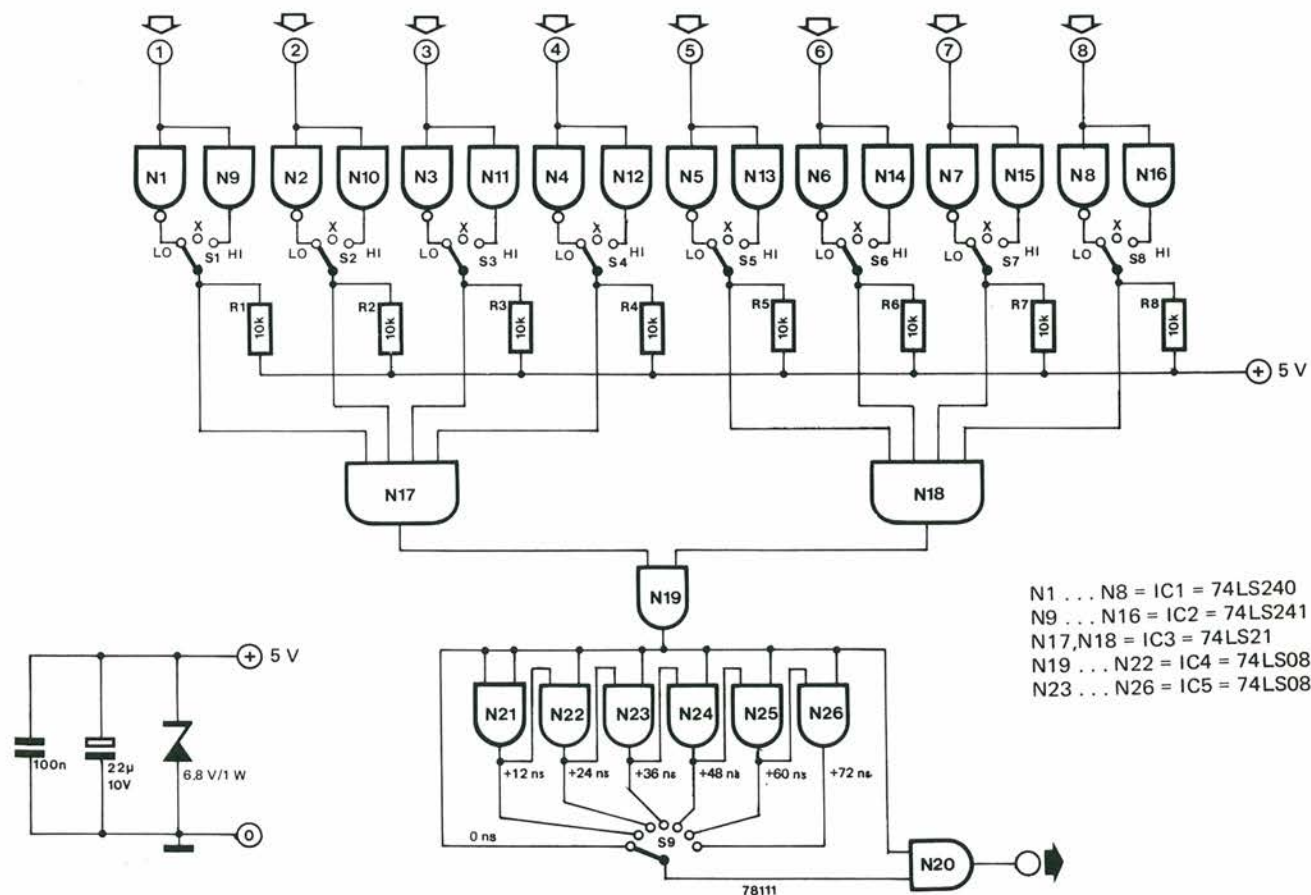 1 2 3 4 5 6 7 8
N1 N9 N2 N10 N3 N11 N4 N12 N5 N13 N6 N14 N7 N15 N8 N16
X X X X X X X X
LO S1 HI LO S2 HI LO S3 HI LO S4 HI LO S5 HI LO S6 HI LO S7 HI LO S8 HI
R1 10k R2 10k R3 10k R4 10k R5 10k R6 10k R7 10k R8 10k
+ 5 V
N17 N18
N19
N1 . . . N8 = IC1 = 74LS240
N9 . . . N16 = IC2 = 74LS241
N17,N18 = IC3 = 74LS21
N19 . . . N22 = IC4 = 74LS08
N23 . . . N26 = IC5 = 74LS08
+ 5 V
100n
22µ
10V
6,8 V/1 W
0
N21 N22 N23 N24 N25 N26
+12 ns +24 ns +36 ns +48 ns +60 ns +72 ns
0 ns
S9
N20
78111